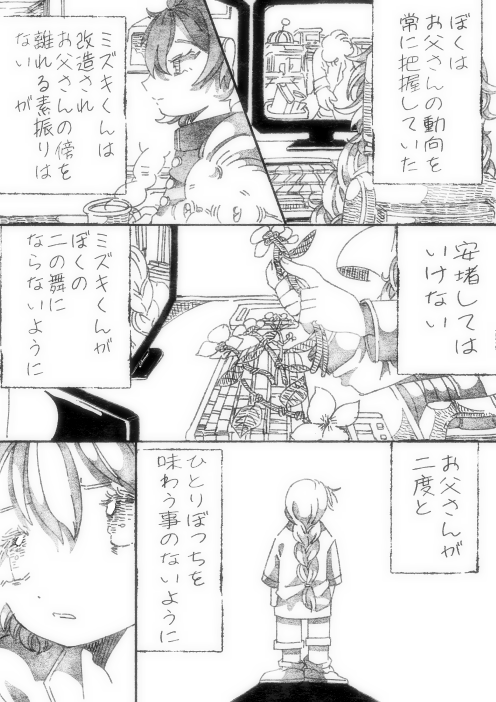 ぼくは
お父さんの動向を
常に把握していた
ミズキくんは
改造され
お父さんの傍を
離れる素振りは
ないが
安堵しては
いけない
ミズキくんが
ぼくの
二の舞に
ならないように
お父さんが
二度と
ひとりぼっちを
味わう事のないように